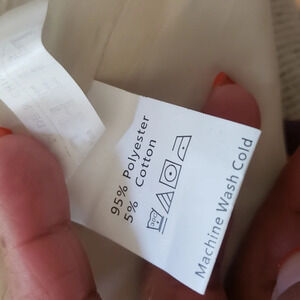 95% Polyester
5% Cotton
Machine Wash Cold